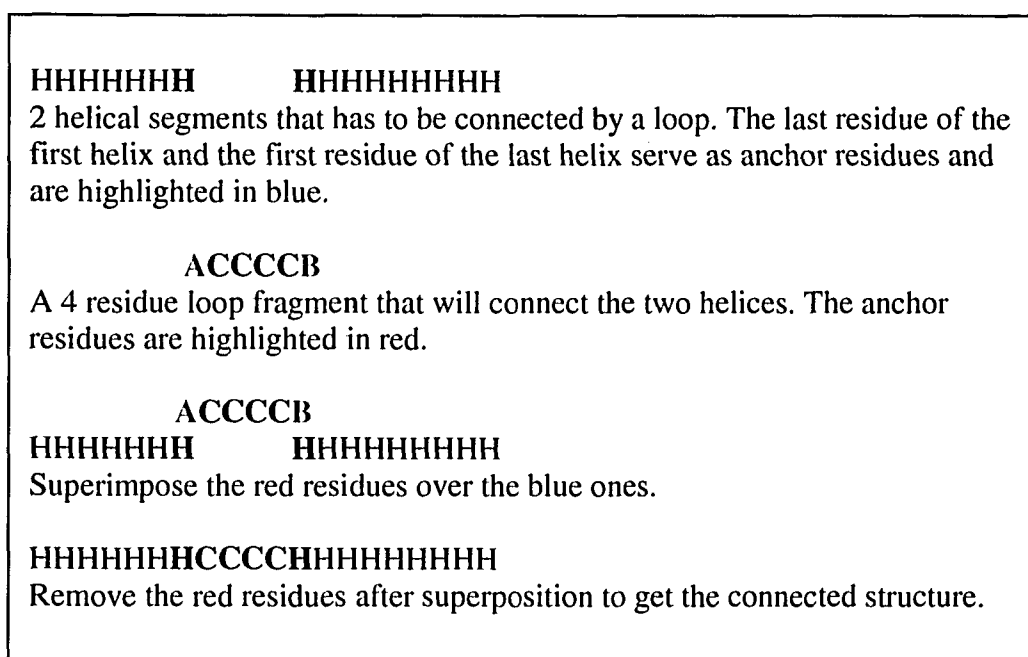 HHHHHHH HHHHHHHHH
2 helical segments that has to be connected by a loop. The last residue of the
first helix and the first residue of the last helix serve as anchor residues and
are highlighted in blue.
ACCCCB
A 4 residue loop fragment that will connect the two helices. The anchor
residues are highlighted in red.
ACCCCB
HHHHHHH HHHHHHHHH
Superimpose the red residues over the blue ones.
HHHHHHHCCCCHHHHHHHHH
Remove the red residues after superposition to get the connected structure.